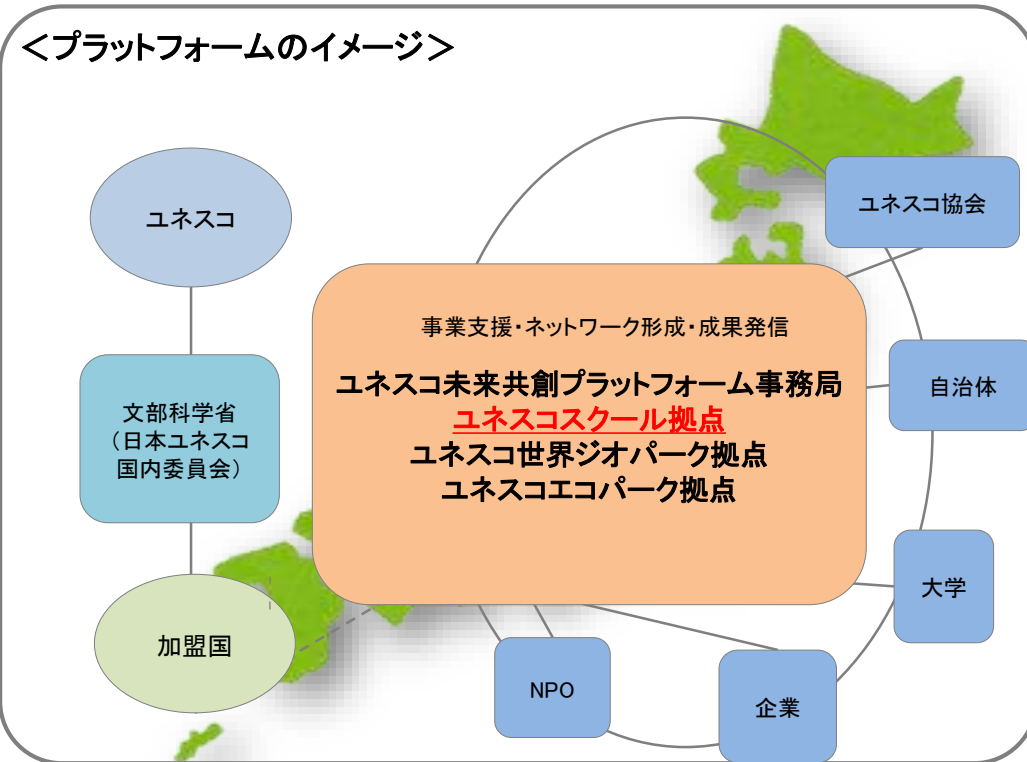 ＜プラットフォームのイメージ＞
ユネスコ
文部科学省
（日本ユネスコ
国内委員会）
加盟国
事業支援・ネットワーク形成・成果発信
ユネスコ未来共創プラットフォーム事務局
ユネスコスクール拠点
ユネスコ世界ジオパーク拠点
ユネスコエコパーク拠点
ユネスコ協会
自治体
大学
企業
NPO